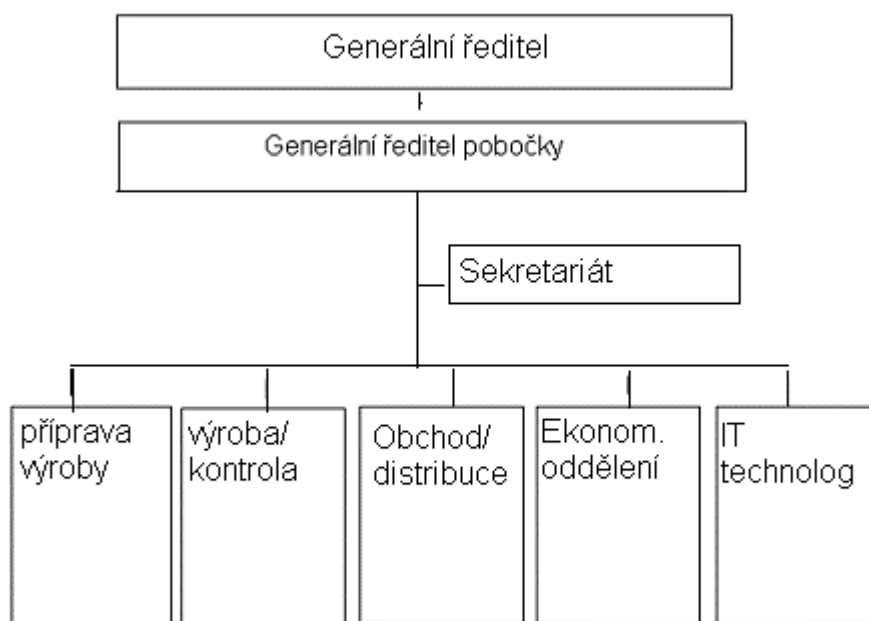 Generální ředitel
Generální ředitel pobočky
Sekretariát
příprava
výroby
výroba/
kontrola
Obchod/
distribuce
Ekonom.
oddělení
IT
technolog